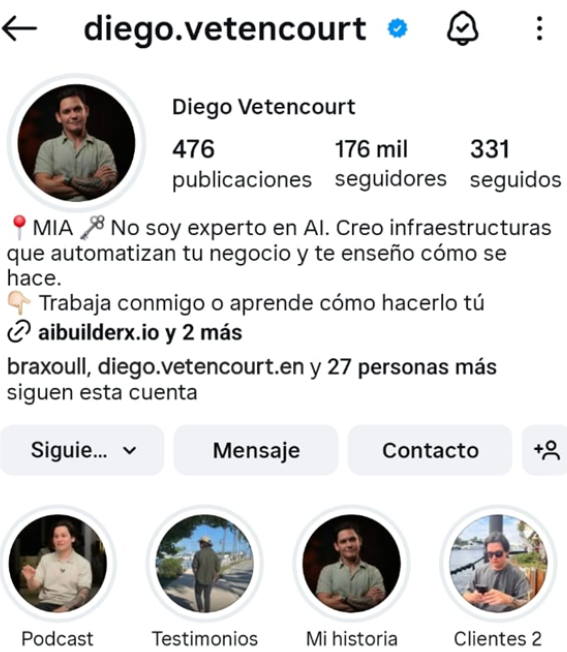 diego.vetencourt
Diego Vetencourt
476 176 mil 331
publicaciones seguidores seguidos
📍MIA 🗝️ No soy experto en AI. Creo infraestructuras
que automatizan tu negocio y te enseño cómo se
hace.
👇🏻 Trabaja conmigo o aprende cómo hacerlo tú
aibuilderx.io y 2 más
braxoull, diego.vetencourt.en y 27 personas más
siguen esta cuenta
Siguie... Mensaje Contacto
Podcast Testimonios Mi historia Clientes 2